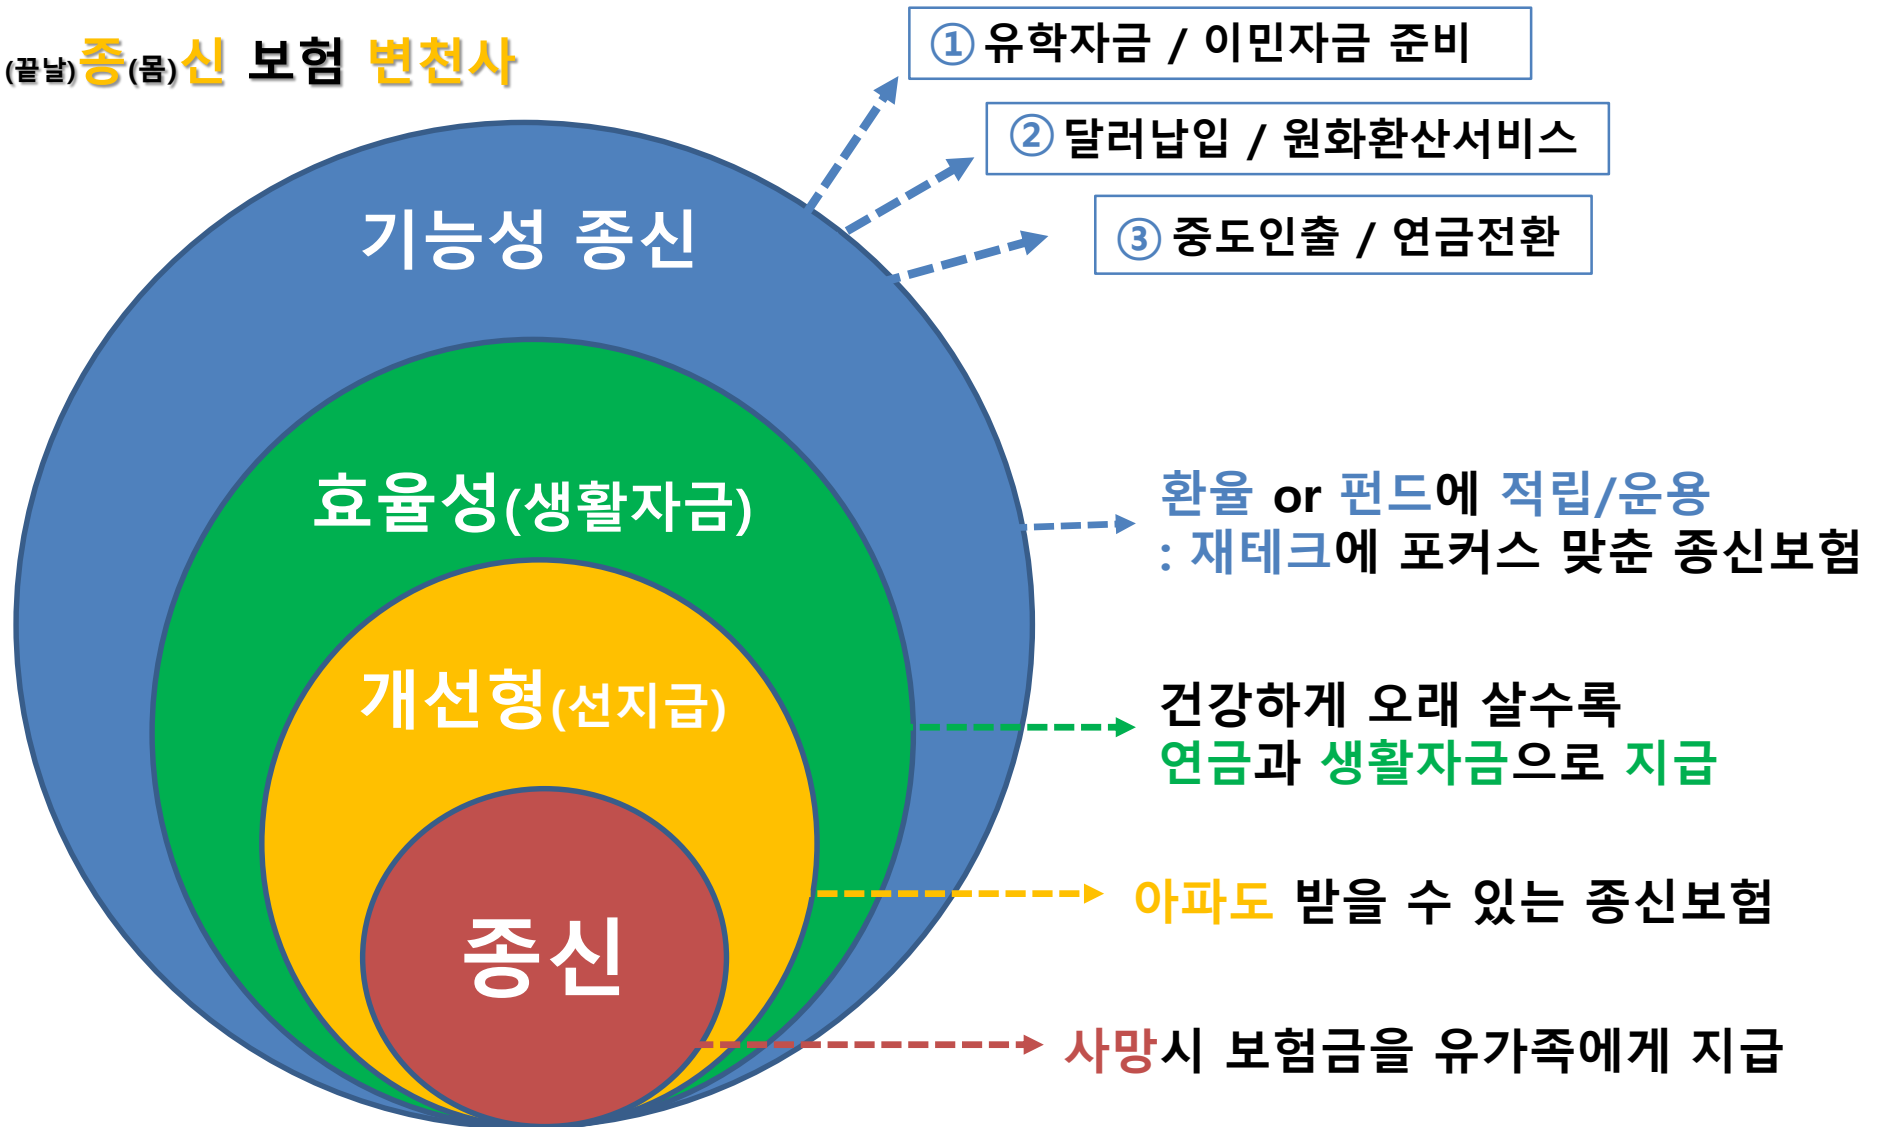 (끝날)종(몸)신 보험 변천사
① 유학자금 / 이민자금 준비
② 달러납입 / 원화환산서비스
③ 중도인출 / 연금전환
기능성 종신
환율 or 펀드에 적립/운용
: 재테크에 포커스 맞춘 종신보험
효율성(생활자금)
건강하게 오래 살수록
연금과 생활자금으로 지급
개선형(선지급)
아파도 받을 수 있는 종신보험
종신
사망시 보험금을 유가족에게 지급